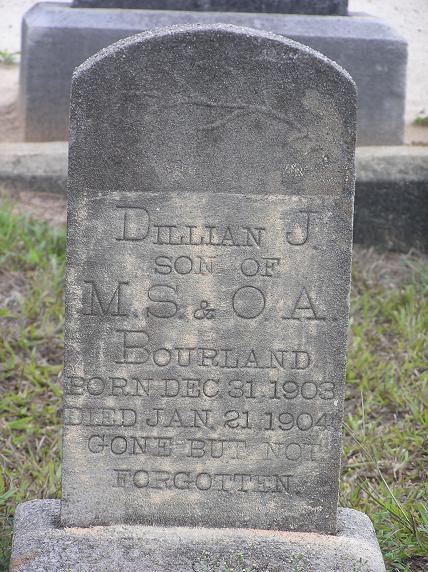 DILLIAN J.
SON OF
M. S. & O. A.
BOURLAND
BORN DEC 31 1903
DIED JAN. 21 1904
GONE BUT NOT
FORGOTTEN.